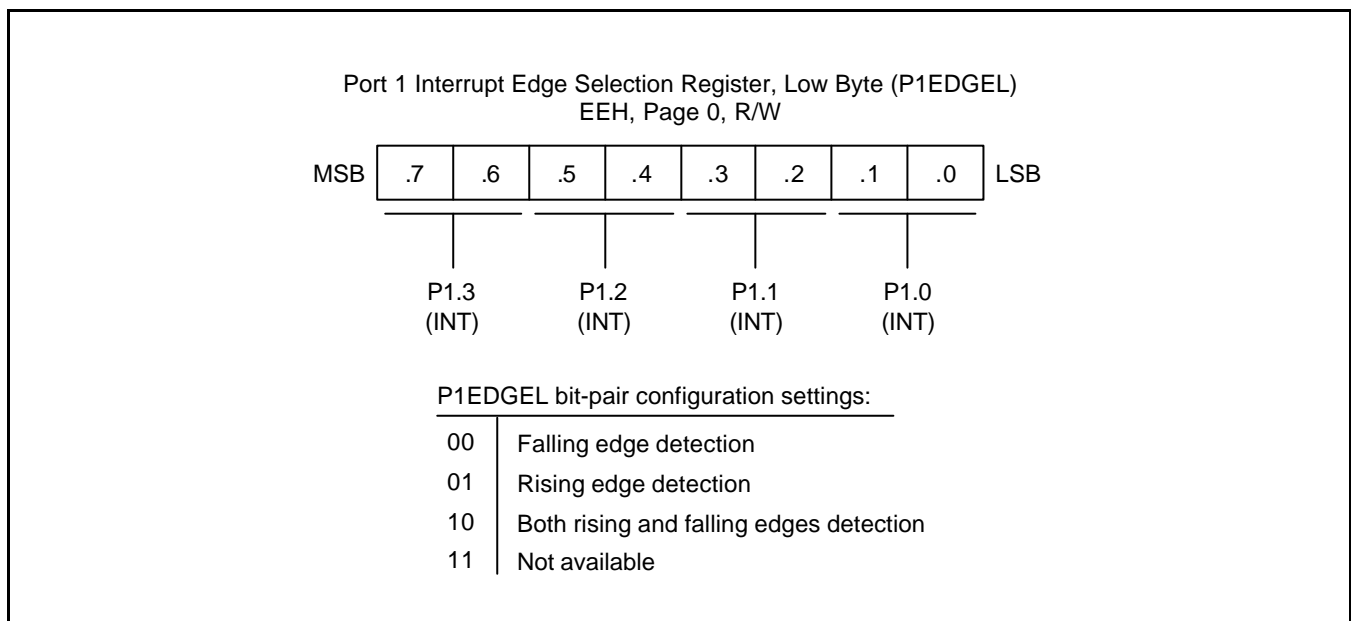 Port 1 Interrupt Edge Selection Register, Low Byte (P1EDGEL)
EEH, Page 0, R/W
MSB .7 .6 .5 .4 .3 .2 .1 .0 LSB
P1.3 P1.2 P1.1 P1.0
(INT) (INT) (INT) (INT)
P1EDGEL bit-pair configuration settings:
00 Falling edge detection
01 Rising edge detection
10 Both rising and falling edges detection
11 Not available